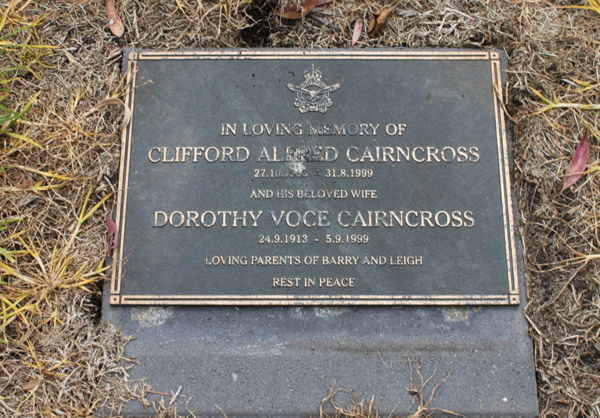 IN LOVING MEMORY OF
CLIFFORD ALFRED CAIRNCROSS
31.8.1999
AND HIS BELOVED WIFE
DOROTHY VOCE CAIRNCROSS
24.9.1913 - 5.9.1999
LOVING PARENTS OF BARRY AND LEIGH
REST IN PEACE